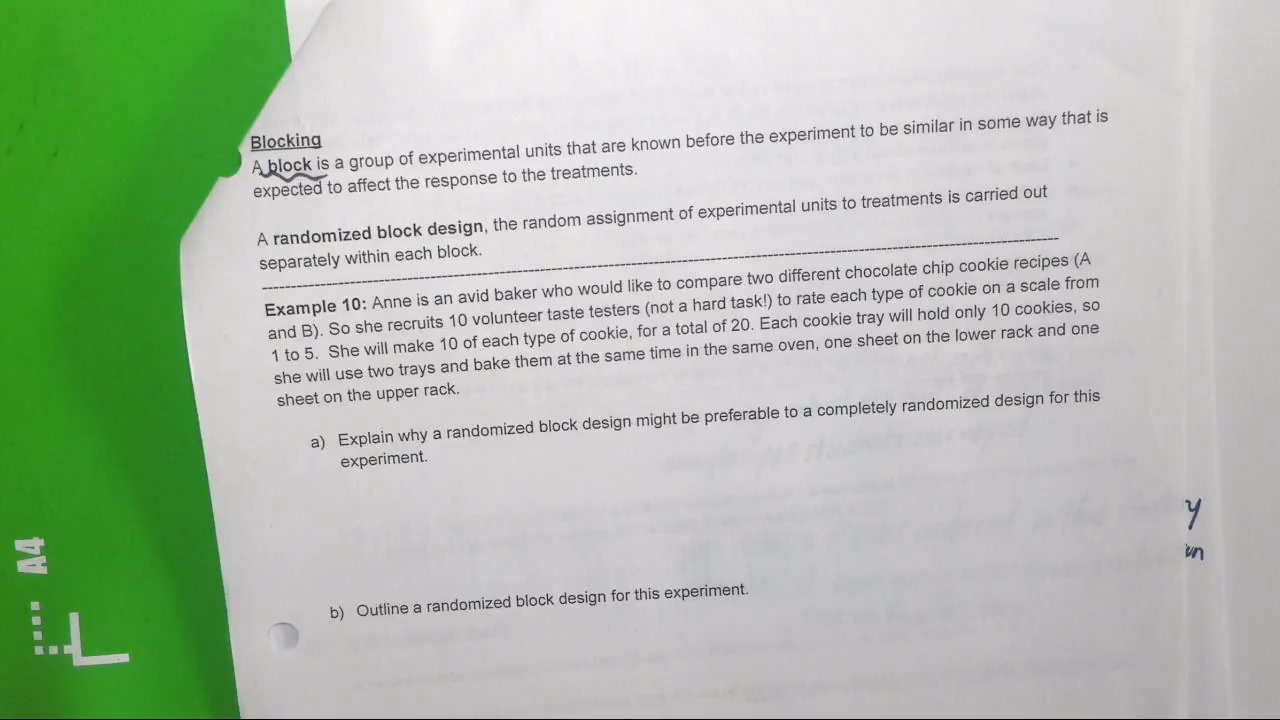 Blocking
A block is a group of experimental units that are known before the experiment to be similar in some way that is
expected to affect the response to the treatments.
A randomized block design, the random assignment of experimental units to treatments is carried out
separately within each block.
Example 10: Anne is an avid baker who would like to compare two different chocolate chip cookie recipes (A
and B). So she recruits 10 volunteer taste testers (not a hard task!) to rate each type of cookie on a scale from
1 to 5. She will make 10 of each type of cookie, for a total of 20. Each cookie tray will hold only 10 cookies, so
she will use two trays and bake them at the same time in the same oven, one sheet on the lower rack and one
sheet on the upper rack.
a) Explain why a randomized block design might be preferable to a completely randomized design for this
experiment.
b) Outline a randomized block design for this experiment.
A4
y